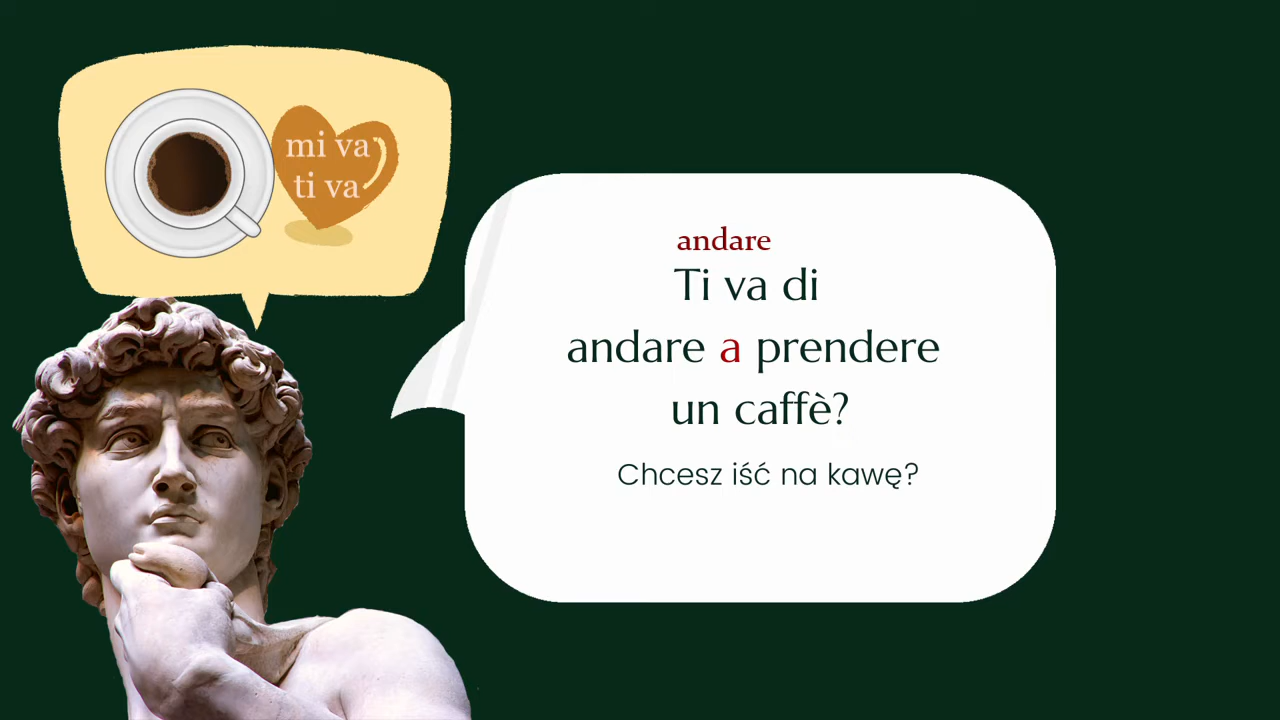 mi va
ti va
andare
Ti va di
andare a prendere
un caffè?
Chcesz iść na kawę?